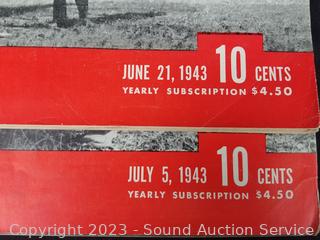 JUNE 21, 1943 10 CENTS
YEARLY SUBSCRIPTION $4.50
JULY 5, 1943 10 CENTS
YEARLY SUBSCRIPTION $4.50
Copyright 2023 - Sound Auction Service